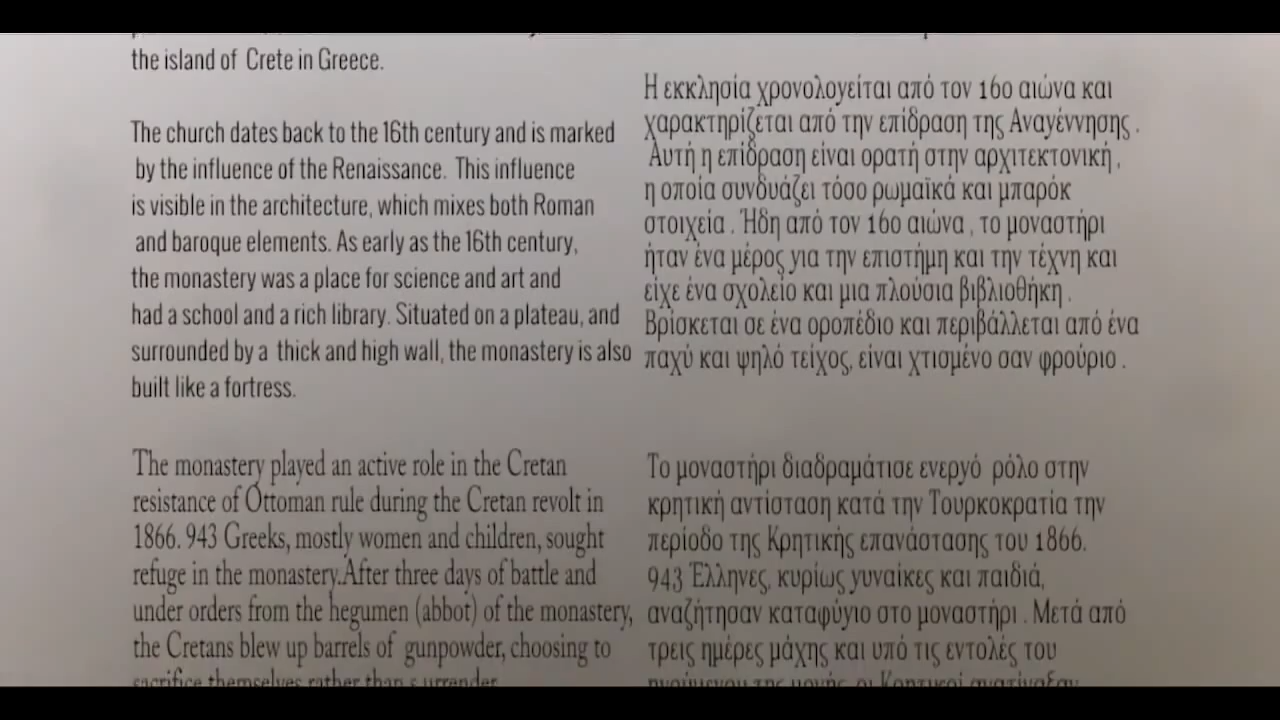 the island of Crete in Greece.
The church dates back to the 16th century and is marked
by the influence of the Renaissance. This influence
is visible in the architecture, which mixes both Roman
and baroque elements. As early as the 16th century,
the monastery was a place for science and art and
had a school and a rich library. Situated on a plateau, and
surrounded by a thick and high wall, the monastery is also
built like a fortress.
The monastery played an active role in the Cretan
resistance of Ottoman rule during the Cretan revolt in
1866. 943 Greeks, mostly women and children, sought
refuge in the monastery.After three days of battle and
under orders from the hegumen (abbot) of the monastery,
the Cretans blew up barrels of gunpowder, choosing to
sacrifice themselves rather than surrender
Η εκκλησία χρονολογείται από τον 16ο αιώνα και
χαρακτηρίζεται από την επίδραση της Αναγέννησης .
Αυτή η επίδραση είναι ορατή στην αρχιτεκτονική ,
η οποία συνδυάζει τόσο ρωμαϊκά και μπαρόκ
στοιχεία . Ήδη από τον 16ο αιώνα , το μοναστήρι
ήταν ένα μέρος για την επιστήμη και την τέχνη και
είχε ένα σχολείο και μια πλούσια βιβλιοθήκη .
Βρίσκεται σε ένα οροπέδιο και περιβάλλεται από ένα
παχύ και ψηλό τείχος, είναι χτισμένο σαν φρούριο .
Το μοναστήρι διαδραμάτισε ενεργό ρόλο στην
κρητική αντίσταση κατά την Τουρκοκρατία την
περίοδο της Κρητικής επανάστασης του 1866.
943 Έλληνες, κυρίως γυναίκες και παιδιά,
αναζήτησαν καταφύγιο στο μοναστήρι . Μετά από
τρεις ημέρες μάχης και υπό τις εντολές του
ηγούμενου της μονής, οι Κρητικοί ανατίναξαν